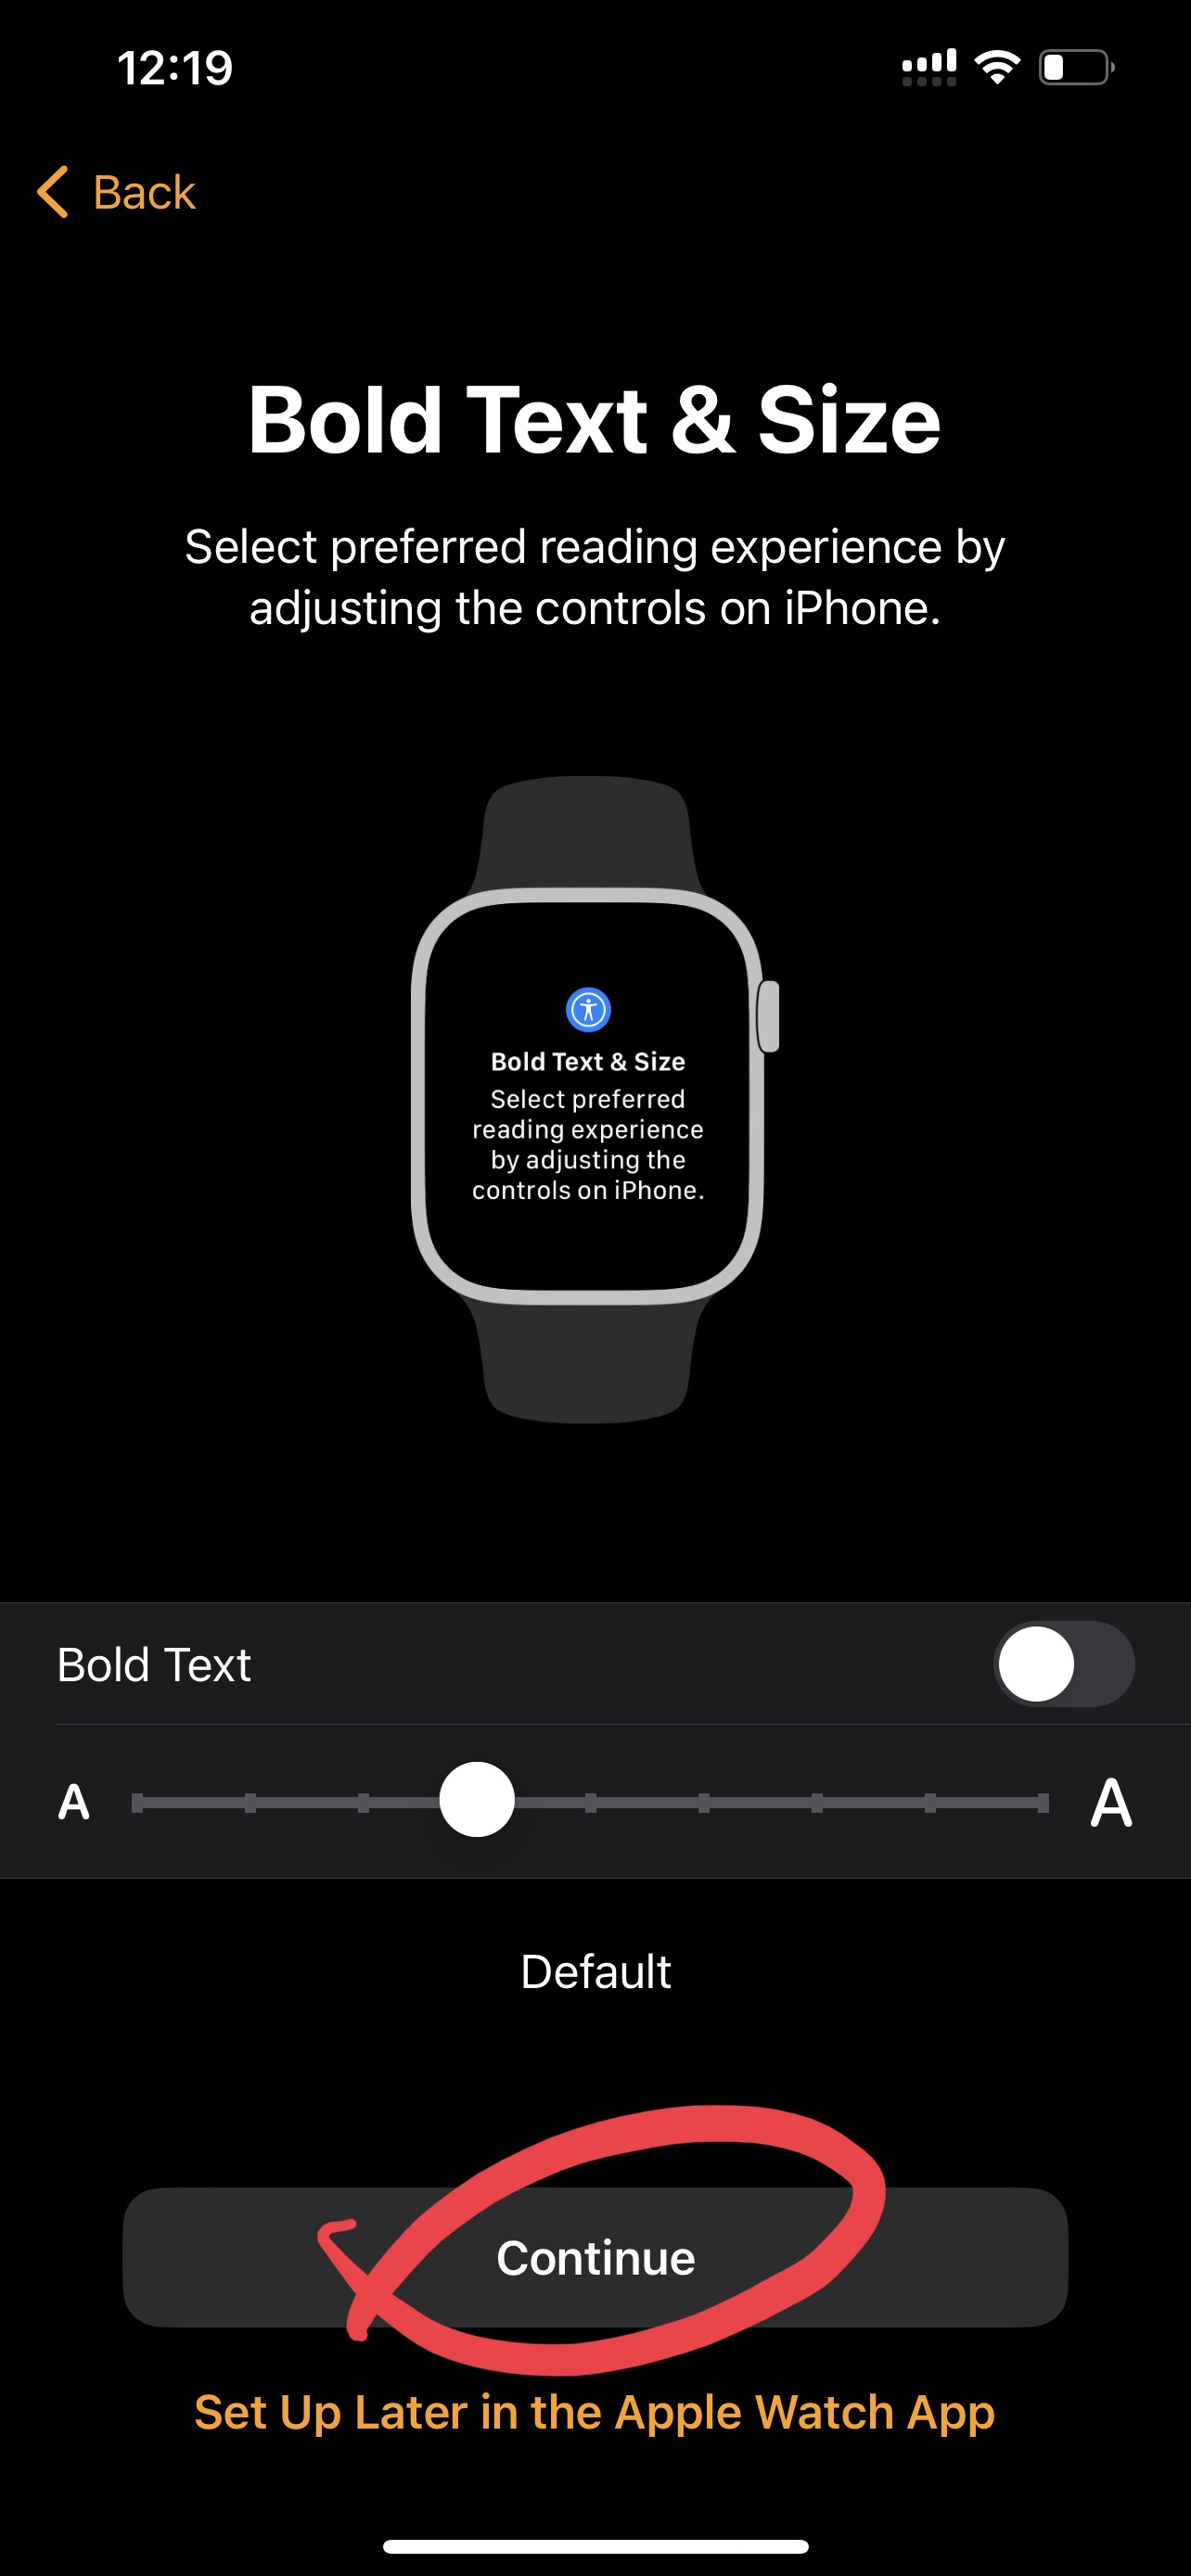 12:19
Back
Bold Text & Size
Select preferred reading experience by
adjusting the controls on iPhone.
Bold Text & Size
Select preferred
reading experience
by adjusting the
controls on iPhone.
Bold Text
A A
Default
Continue
Set Up Later in the Apple Watch App